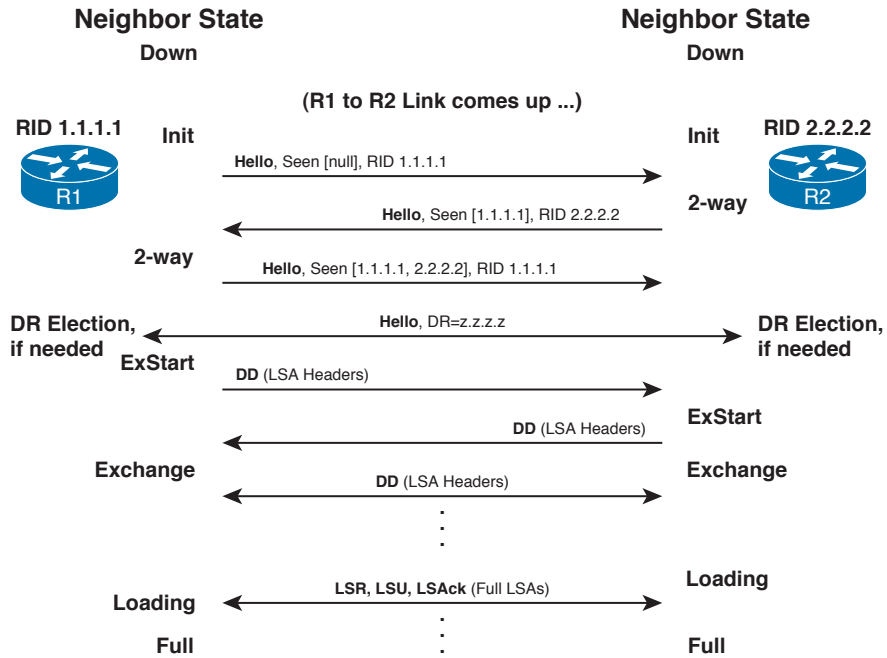 Neighbor State
Neighbor State
Down
Down
(R1 to R2 Link comes up ...)
RID 1.1.1.1
Init
Init
RID 2.2.2.2
Hello, Seen [null], RID 1.1.1.1
R1
R2
2-way
Hello, Seen [1.1.1.1], RID 2.2.2.2
2-way
Hello, Seen [1.1.1.1, 2.2.2.2], RID 1.1.1.1
DR Election,
if needed
Hello, DR=z.z.z.z
DR Election,
if needed
ExStart
DD (LSA Headers)
ExStart
DD (LSA Headers)
Exchange
Exchange
DD (LSA Headers)
LSR, LSU, LSAck (Full LSAs)
Loading
Loading
Full
Full